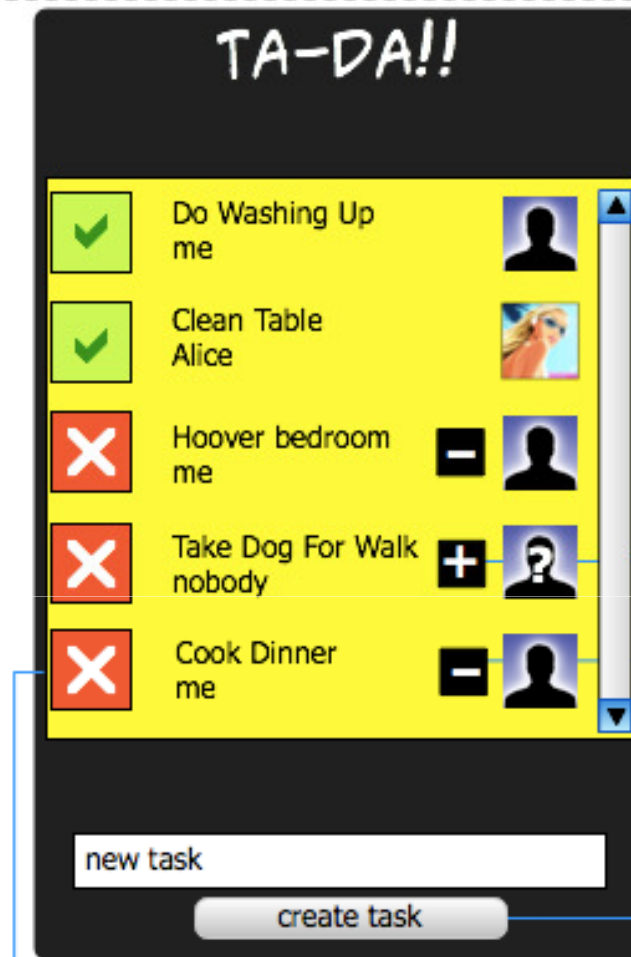 TA-DA!!
Do Washing Up
me
Clean Table
Alice
Hoover bedroom
me
Take Dog For Walk
nobody
?
Cook Dinner
me
new task
create task